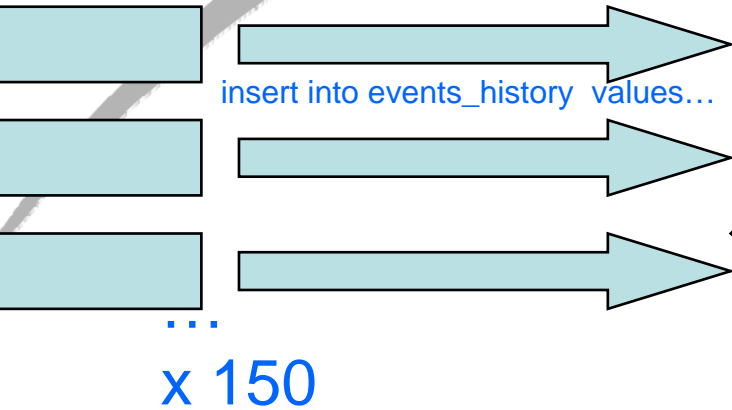 insert into events_history values…
…
x 150